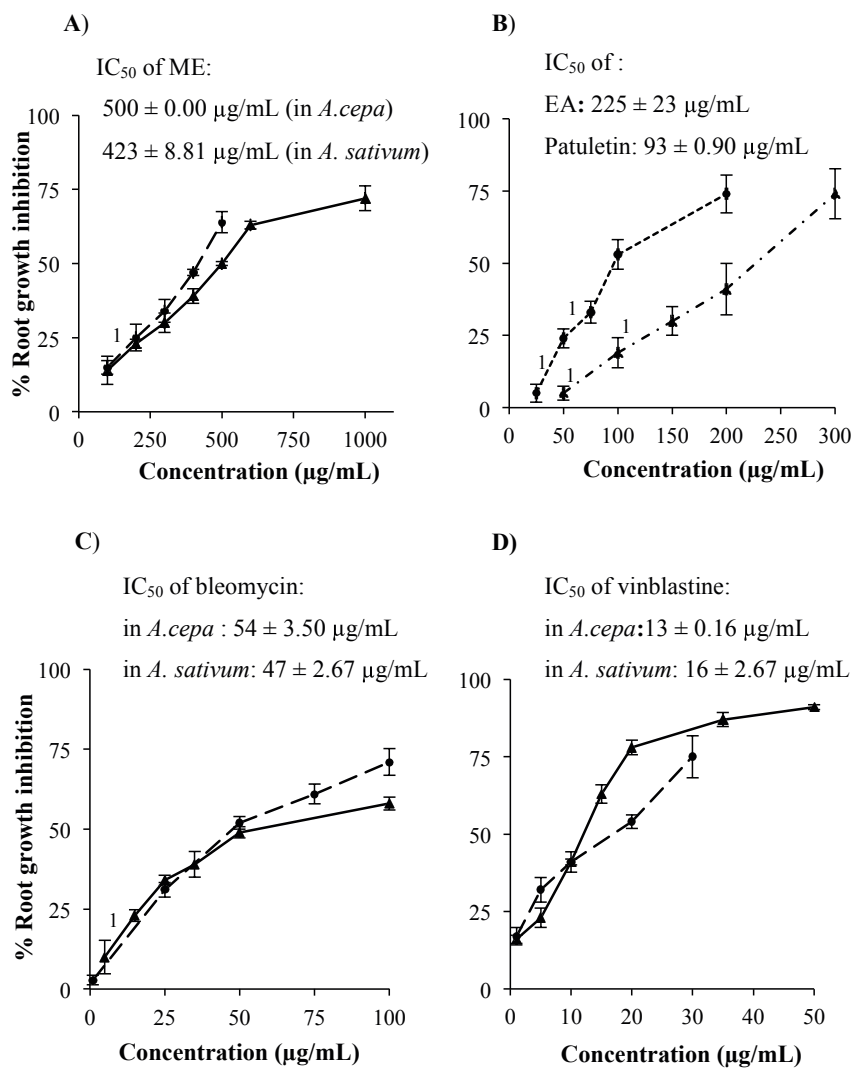 A)
IC50 of ME:
500 ± 0.00 µg/mL (in A.cepa)
423 ± 8.81 µg/mL (in A. sativum)
% Root growth inhibition
100
75
50
25
0
1
0 250 500 750 1000
Concentration (µg/mL)
B)
IC50 of :
EA: 225 ± 23 µg/mL
Patuletin: 93 ± 0.90 µg/mL
100
75
50
25
0
1
1
1
1
0 50 100 150 200 250 300
Concentration (µg/mL)
C)
IC50 of bleomycin:
in A.cepa : 54 ± 3.50 µg/mL
in A. sativum: 47 ± 2.67 µg/mL
% Root growth inhibition
100
75
50
25
0
1
0 25 50 75 100
Concentration (µg/mL)
D)
IC50 of vinblastine:
in A.cepa:13 ± 0.16 µg/mL
in A. sativum: 16 ± 2.67 µg/mL
100
75
50
25
0
0 10 20 30 40 50
Concentration (µg/mL)